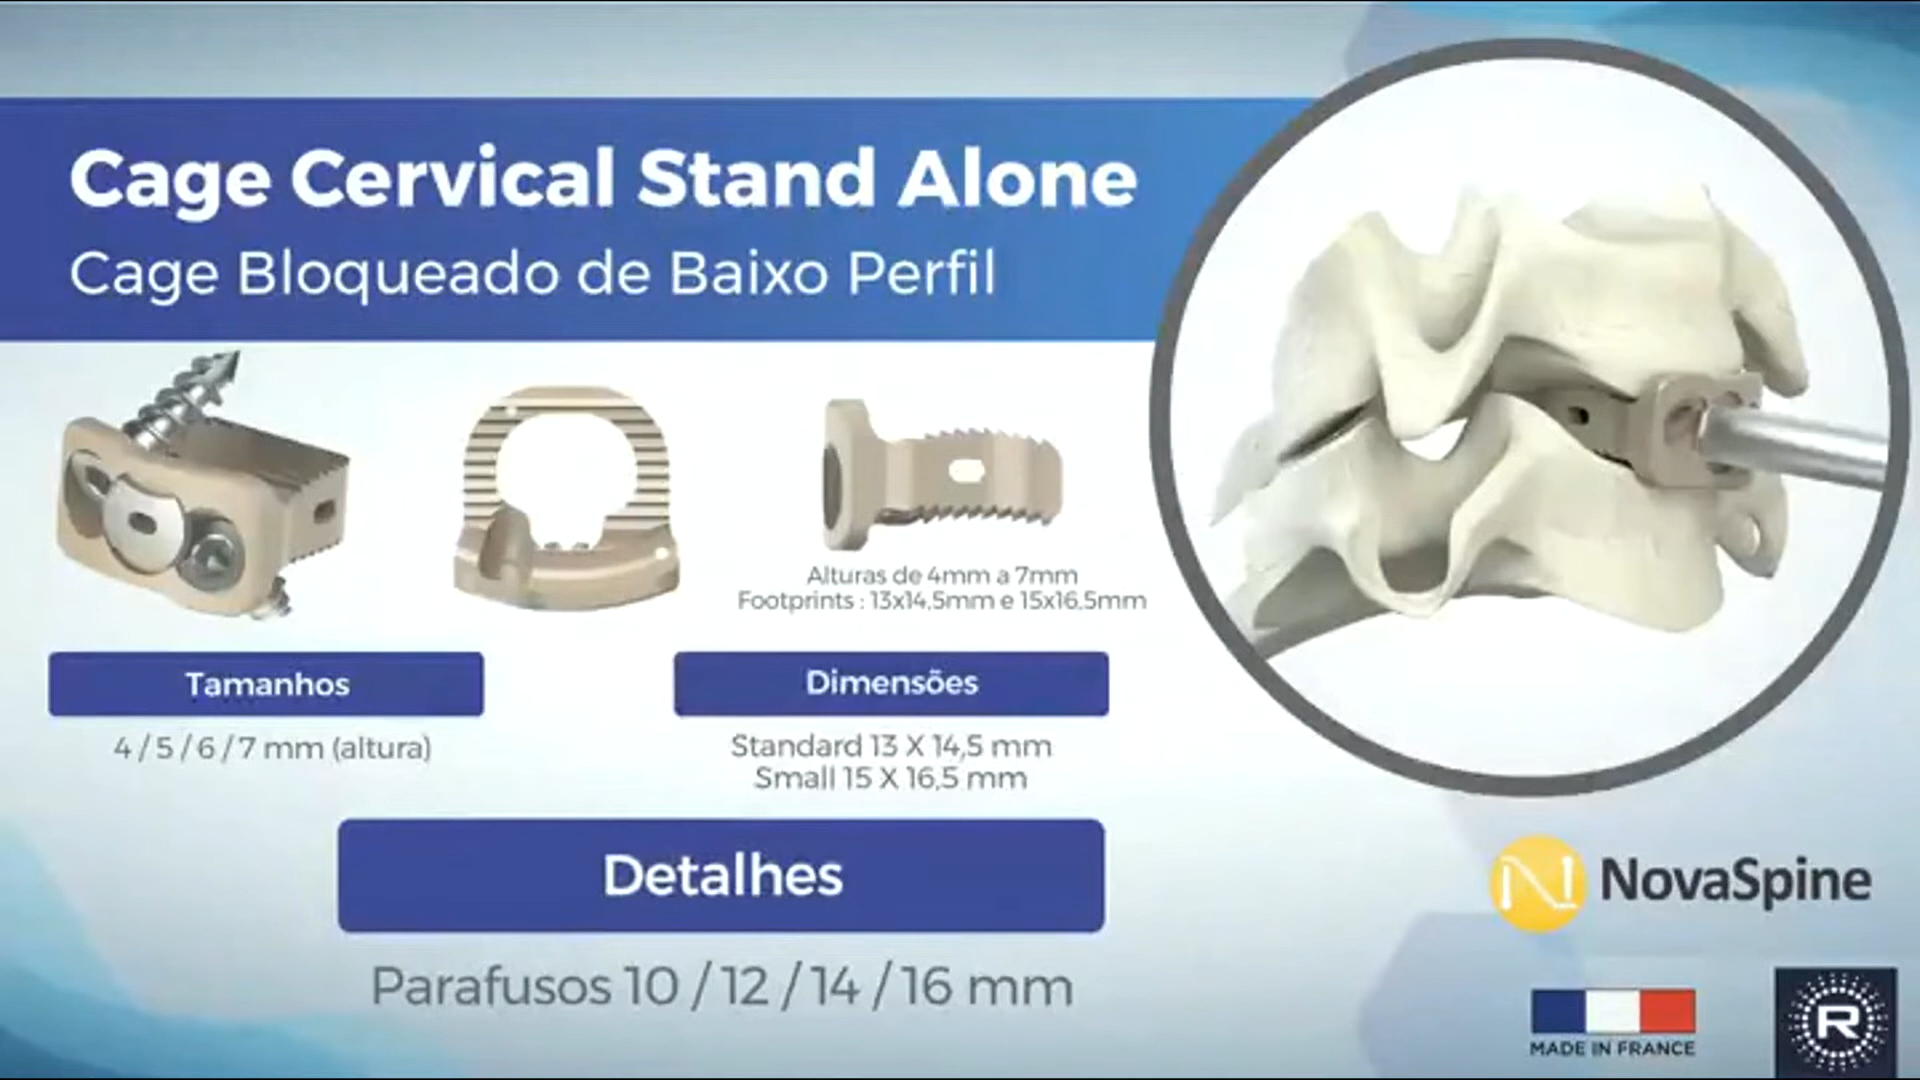 Cage Cervical Stand Alone
Cage Bloqueado de Baixo Perfil
Alturas de 4mm a 7mm
Footprints : 13x14,5mm e 15x16,5mm
Tamanhos
4 / 5 / 6 / 7 mm (altura)
Dimensões
Standard 13 X 14,5 mm
Small 15 X 16,5 mm
Detalhes
Parafusos 10 / 12 / 14 / 16 mm
N NovaSpine
MADE IN FRANCE
R